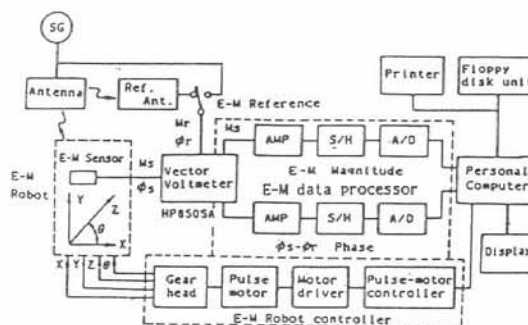 SG
Antenna
Ref.
Ant.
E-M Reference
Mr
φr
Printer
Floppy
disk unit
E-M
Robot
E-M Sensor
Ms
φs
Y
Z
θ
X
Vector
Voltmeter
HP8505A
Ms
AMP
S/H
A/D
E-M Magnitude
E-M data processor
AMP
S/H
A/D
φs-φr Phase
Personal
Computer
Display
X Y Z θ
Gear
head
Pulse
motor
Motor
driver
Pulse-motor
controller
E-M Robot controller